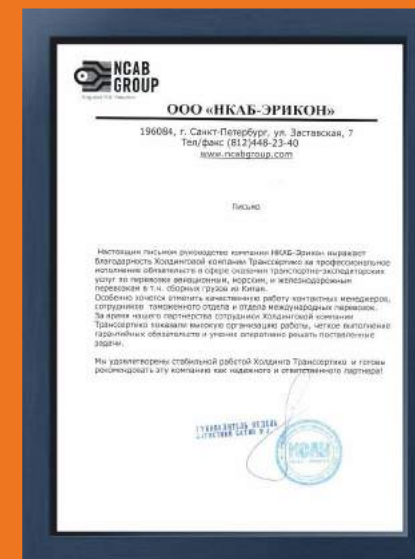 NCAB
GROUP
ООО «НКАБ-ЭРИКОН»
196084, г. Санкт-Петербург, ул. Заставская, 7
Тел/факс (812)448-23-40
www.ncabgroup.com
Письмо
Настоящим письмом руководство компании НКАБ-Эрикон выражает
Благодарность Холдинговой компании Транссертико за профессиональное
исполнение обязательств в сфере оказания транспортно-экспедиторских
услуг по перевозке авиационным, морским, и железнодорожным
перевозкам в т.ч. сборных грузов из Китая.
Особенно хочется отметить качественную работу контактных менеджеров,
сотрудников таможенного отдела и отдела международных перевозок.
За время нашего партнерства сотрудники Холдинговой компании
Транссертико показали высокую организацию работы, четкое выполнение
гарантийных обязательств и умение оперативно решать поставленные
задачи.
Мы удовлетворены стабильной работой Холдинга Транссертико и готовы
рекомендовать эту компанию как надежного и ответственного партнера!